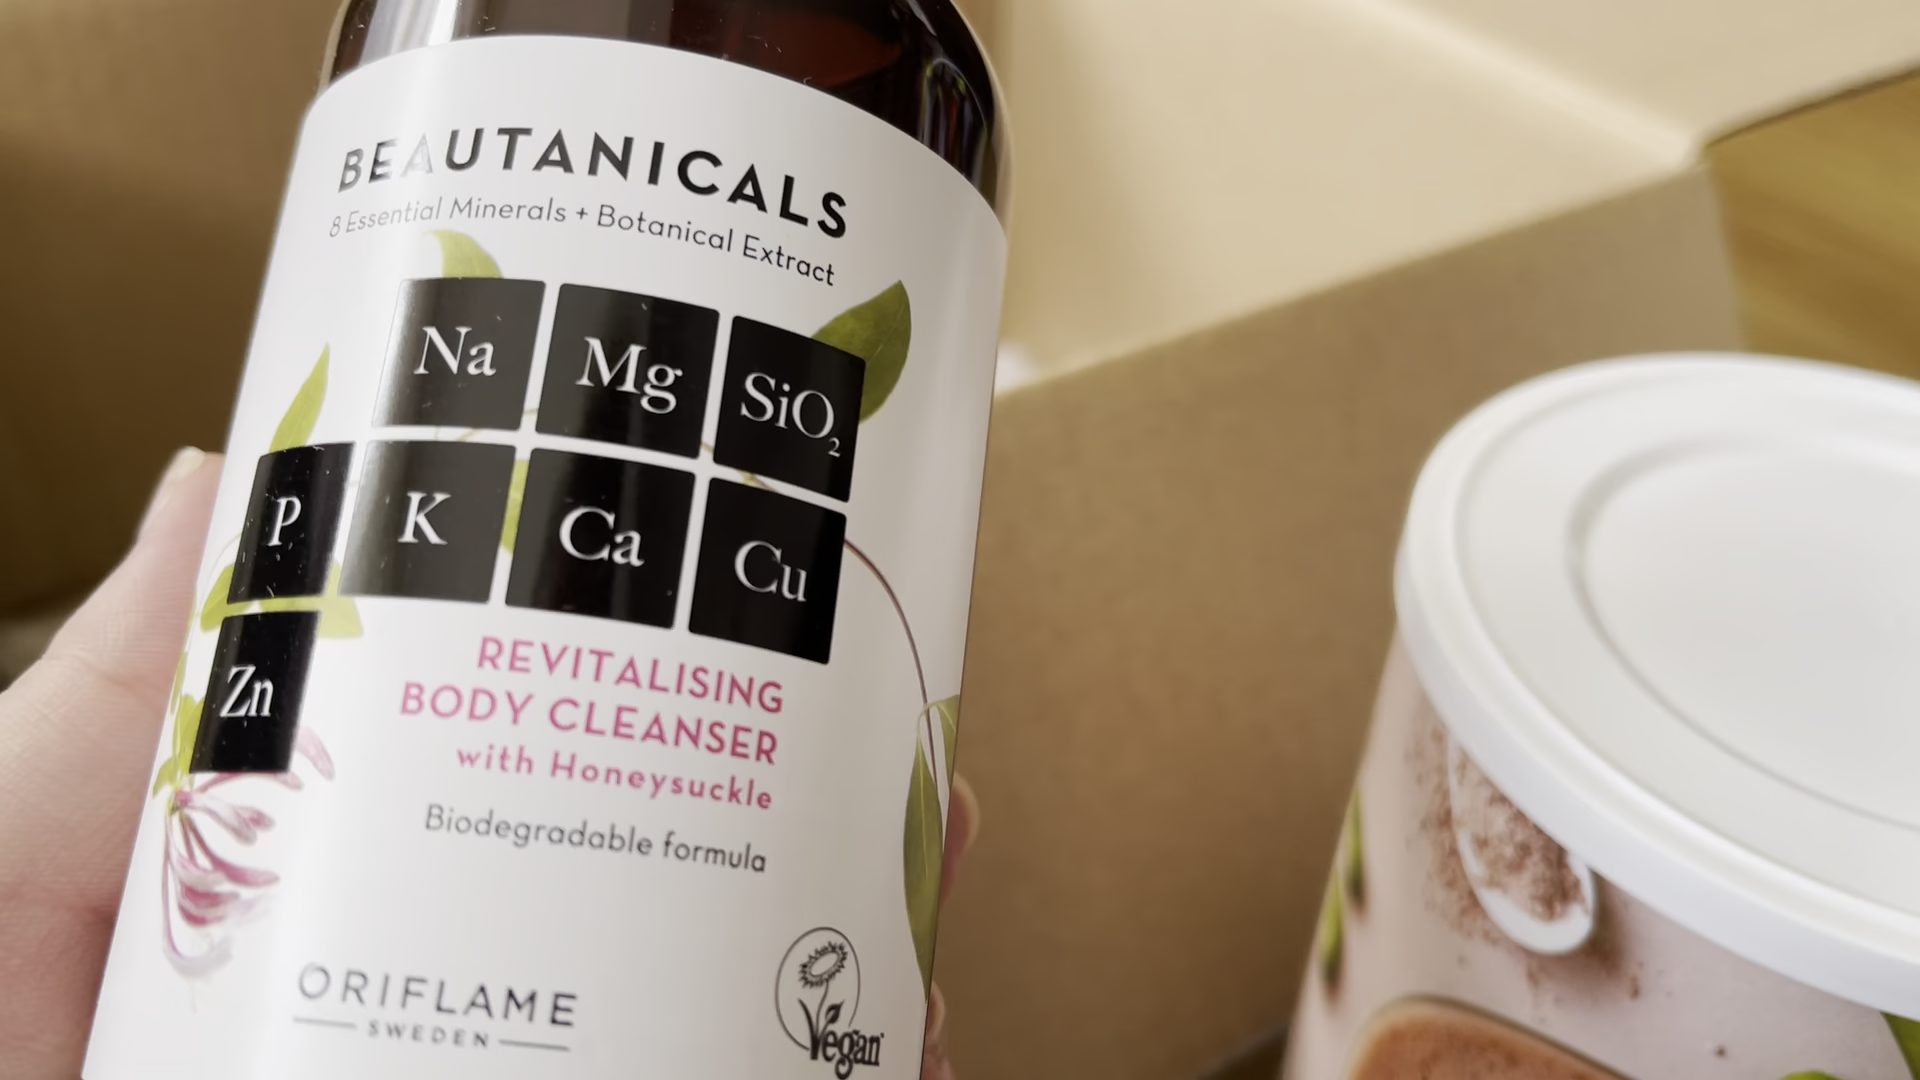 BEAUTANICALS
8 Essential Minerals + Botanical Extract
Na Mg SiO₂
P K Ca Cu
Zn
REVITALISING
BODY CLEANSER
with Honeysuckle
Biodegradable formula
ORIFLAME
SWEDEN
Vegan